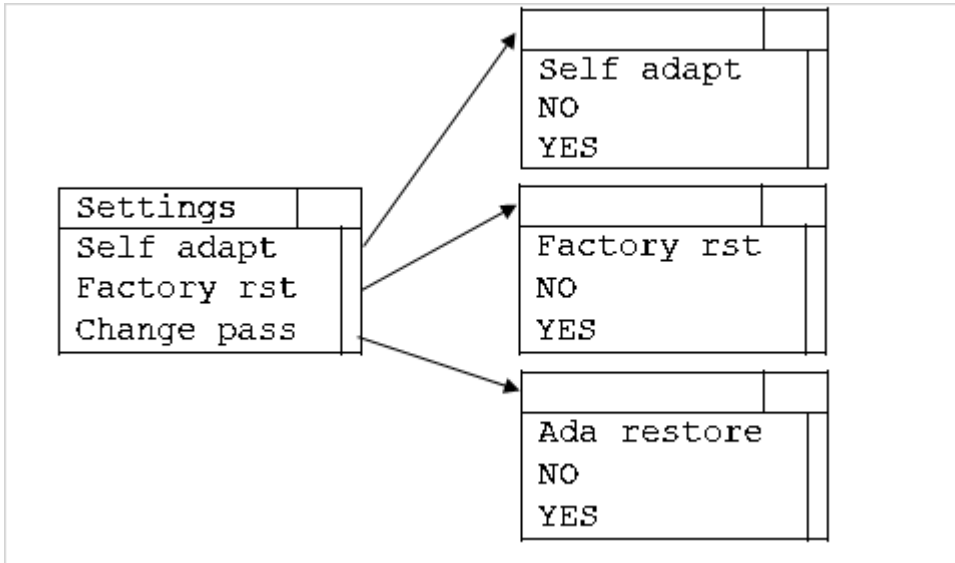 Settings
Self adapt
Factory rst
Change pass
Self adapt
NO
YES
Factory rst
NO
YES
Ada restore
NO
YES